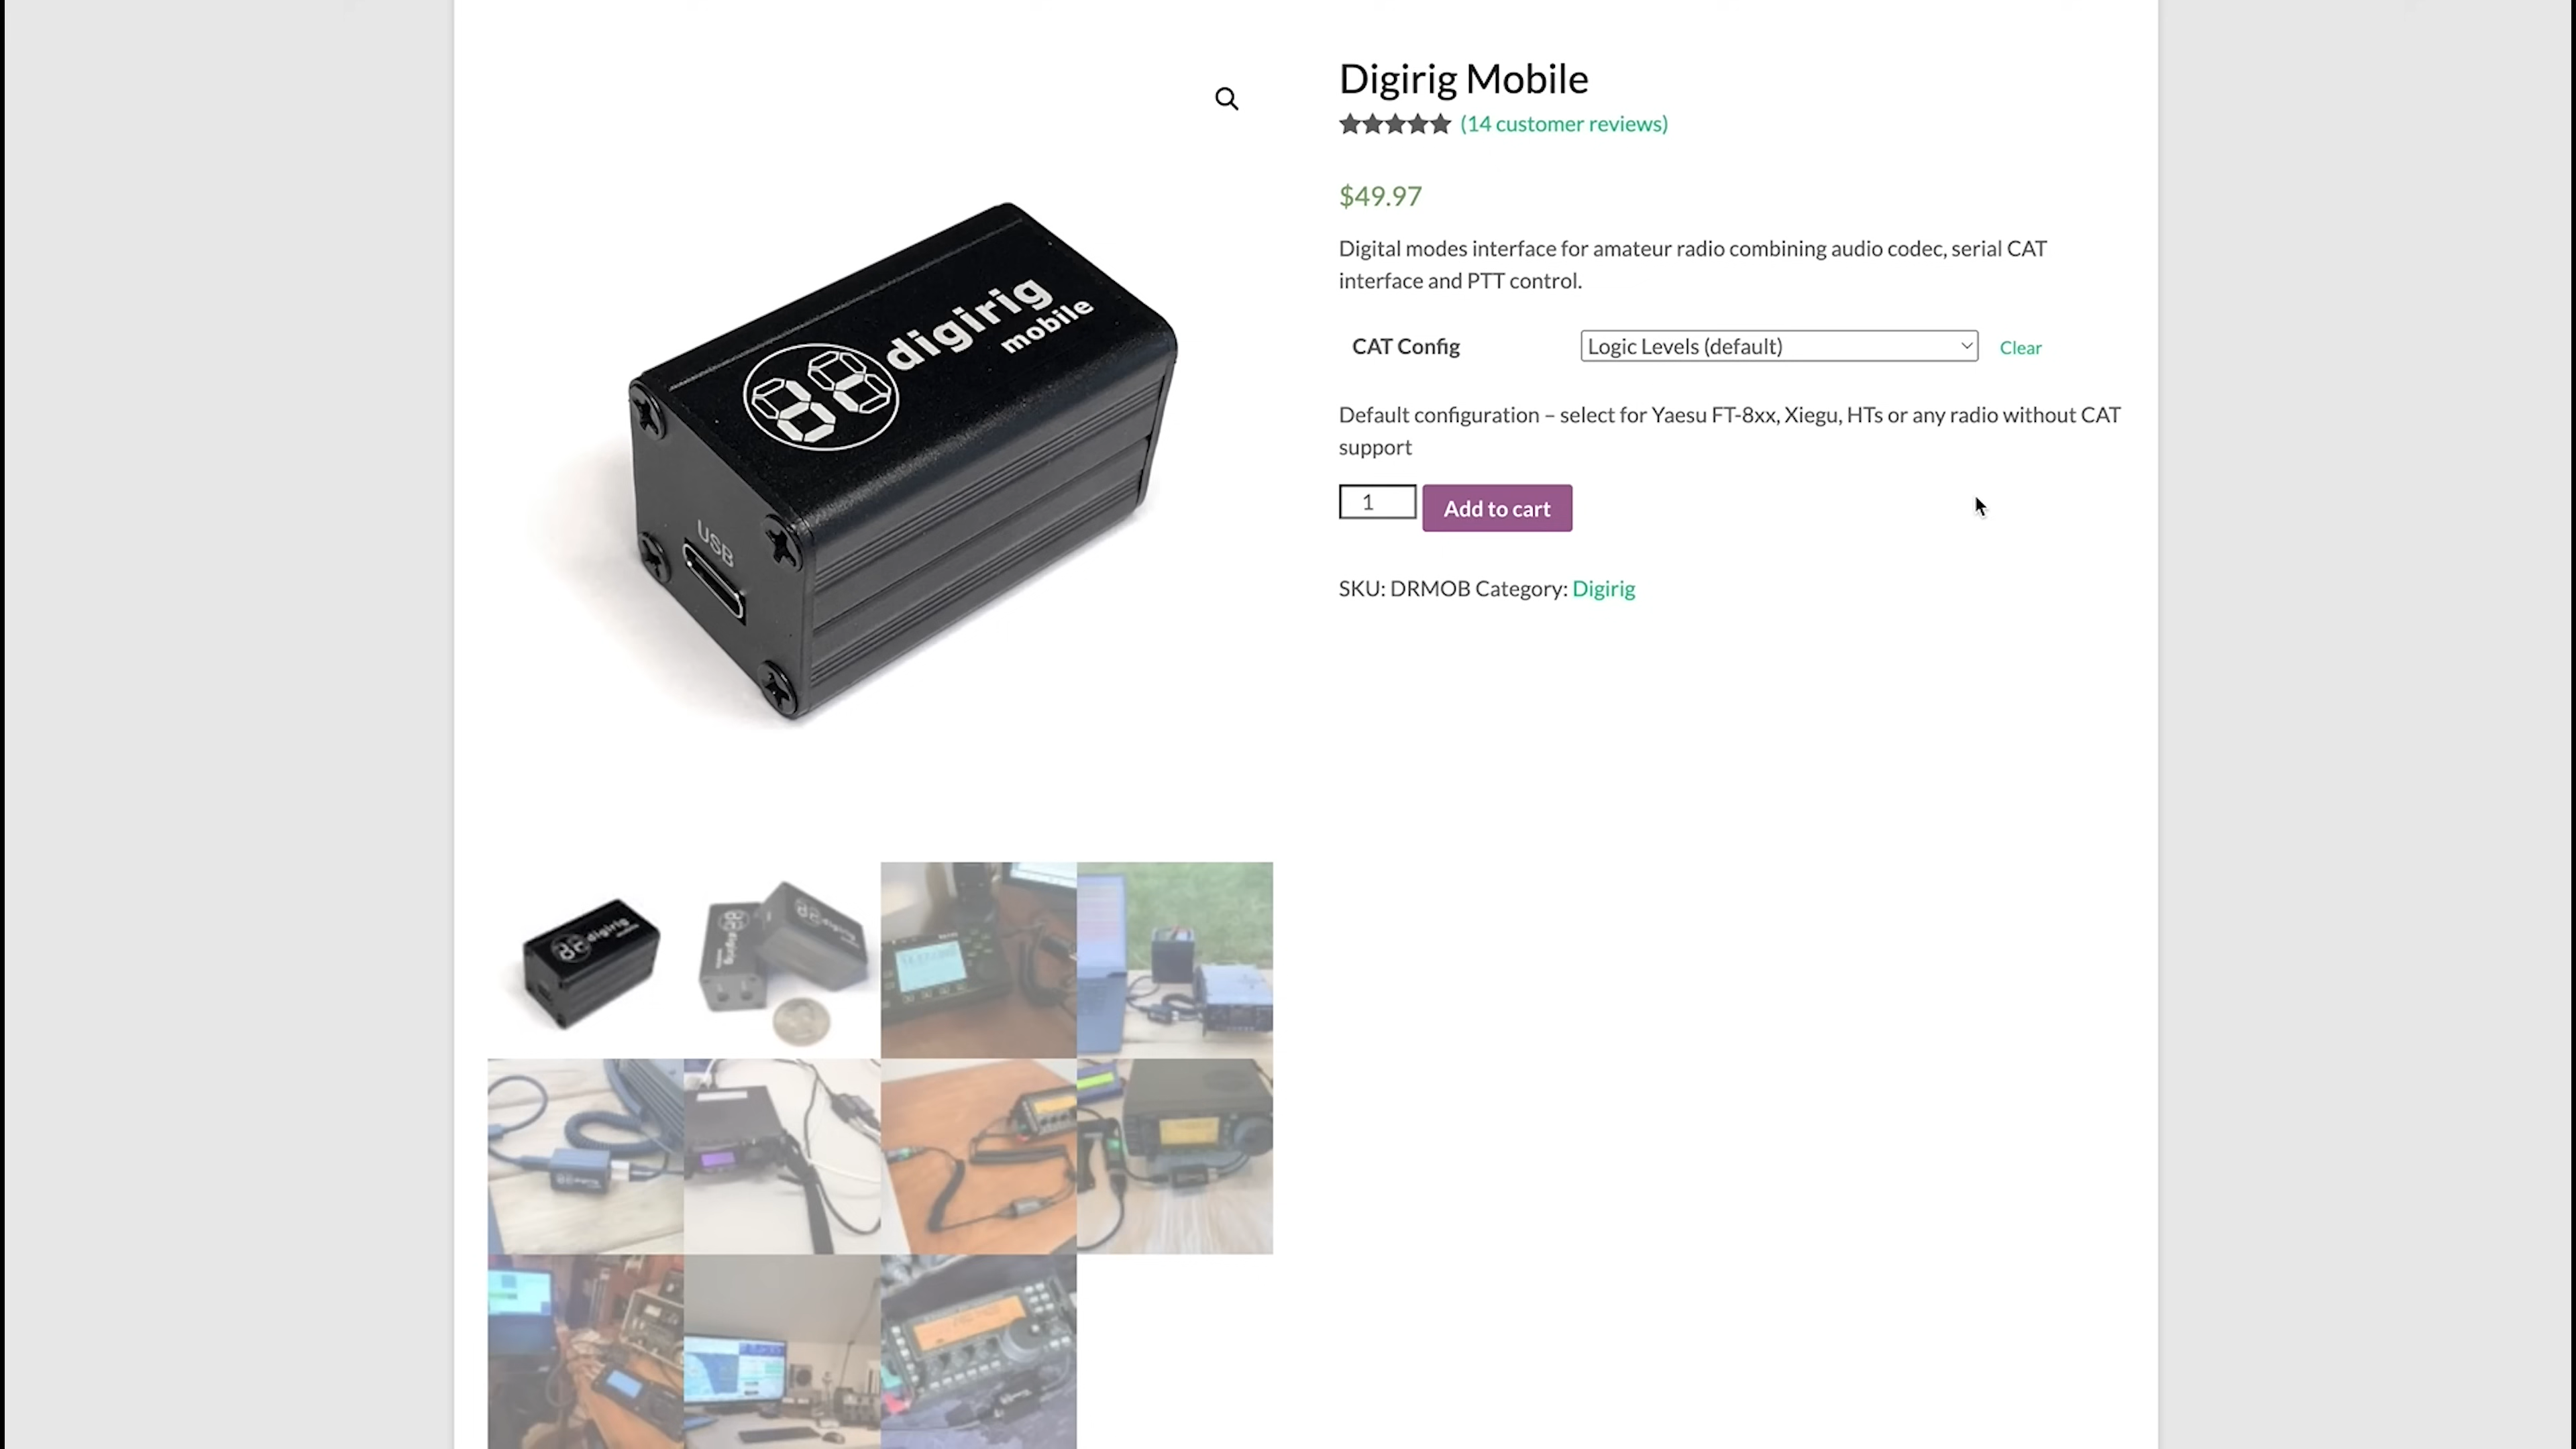 Digirig Mobile
(14 customer reviews)
$49.97
Digital modes interface for amateur radio combining audio codec, serial CAT
interface and PTT control.
CAT Config
Logic Levels (default)
Clear
Default configuration – select for Yaesu FT-8xx, Xiegu, HTs or any radio without CAT
support
1
Add to cart
SKU: DRMOB Category: Digirig
digirig
mobile
USB
digirig